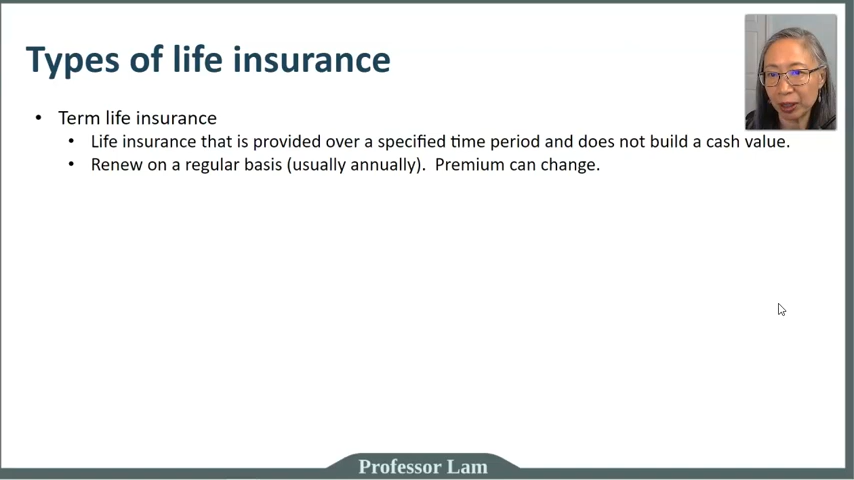 Types of life insurance
• Term life insurance
• Life insurance that is provided over a specified time period and does not build a cash value.
• Renew on a regular basis (usually annually). Premium can change.
Professor Lam